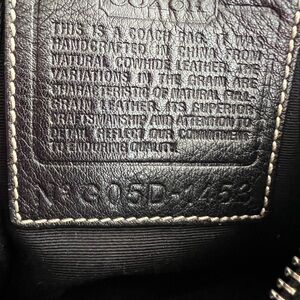 COACH
THIS IS A COACH BAG. IT WAS
HANDCRAFTED IN CHINA FROM
NATURAL COWHIDE LEATHER.
VARIATIONS IN THE GRAIN ARE
CHARACTERISTIC OF NATURAL FULL
GRAIN LEATHER. ITS SUPERIOR
CRAFTSMANSHIP AND ATTENTION TO
DETAIL REFLECT OUR COMMITMENT
TO ENDURING QUALITY.
Nº G05D-1453